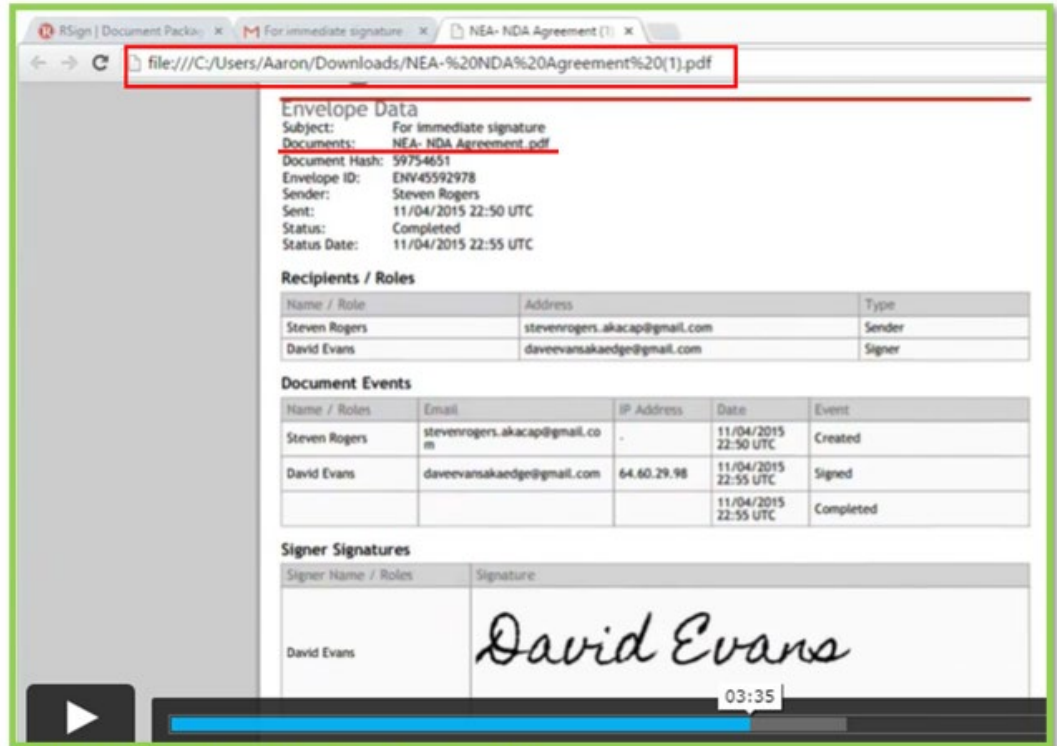 RSign | Document Packag
For immediate signature
NEA- NDA Agreement (1)
file:///C:/Users/Aaron/Downloads/NEA-%20NDA%20Agreement%20(1).pdf
Envelope Data
Subject: For immediate signature
Documents: NEA- NDA Agreement.pdf
Document Hash: 59754651
Envelope ID: ENV45592978
Sender: Steven Rogers
Sent: 11/04/2015 22:50 UTC
Status: Completed
Status Date: 11/04/2015 22:55 UTC
Recipients / Roles
Name / Role Address Type
Steven Rogers stevenrogers.akacap@gmail.com Sender
David Evans daveevansakaedge@gmail.com Signer
Document Events
Name / Roles Email IP Address Date Event
Steven Rogers stevenrogers.akacap@gmail.co
m - 11/04/2015
22:50 UTC Created
David Evans daveevansakaedge@gmail.com 64.60.29.98 11/04/2015
22:55 UTC Signed
11/04/2015
22:55 UTC Completed
Signer Signatures
Signer Name / Roles Signature
David Evans David Evans
03:35